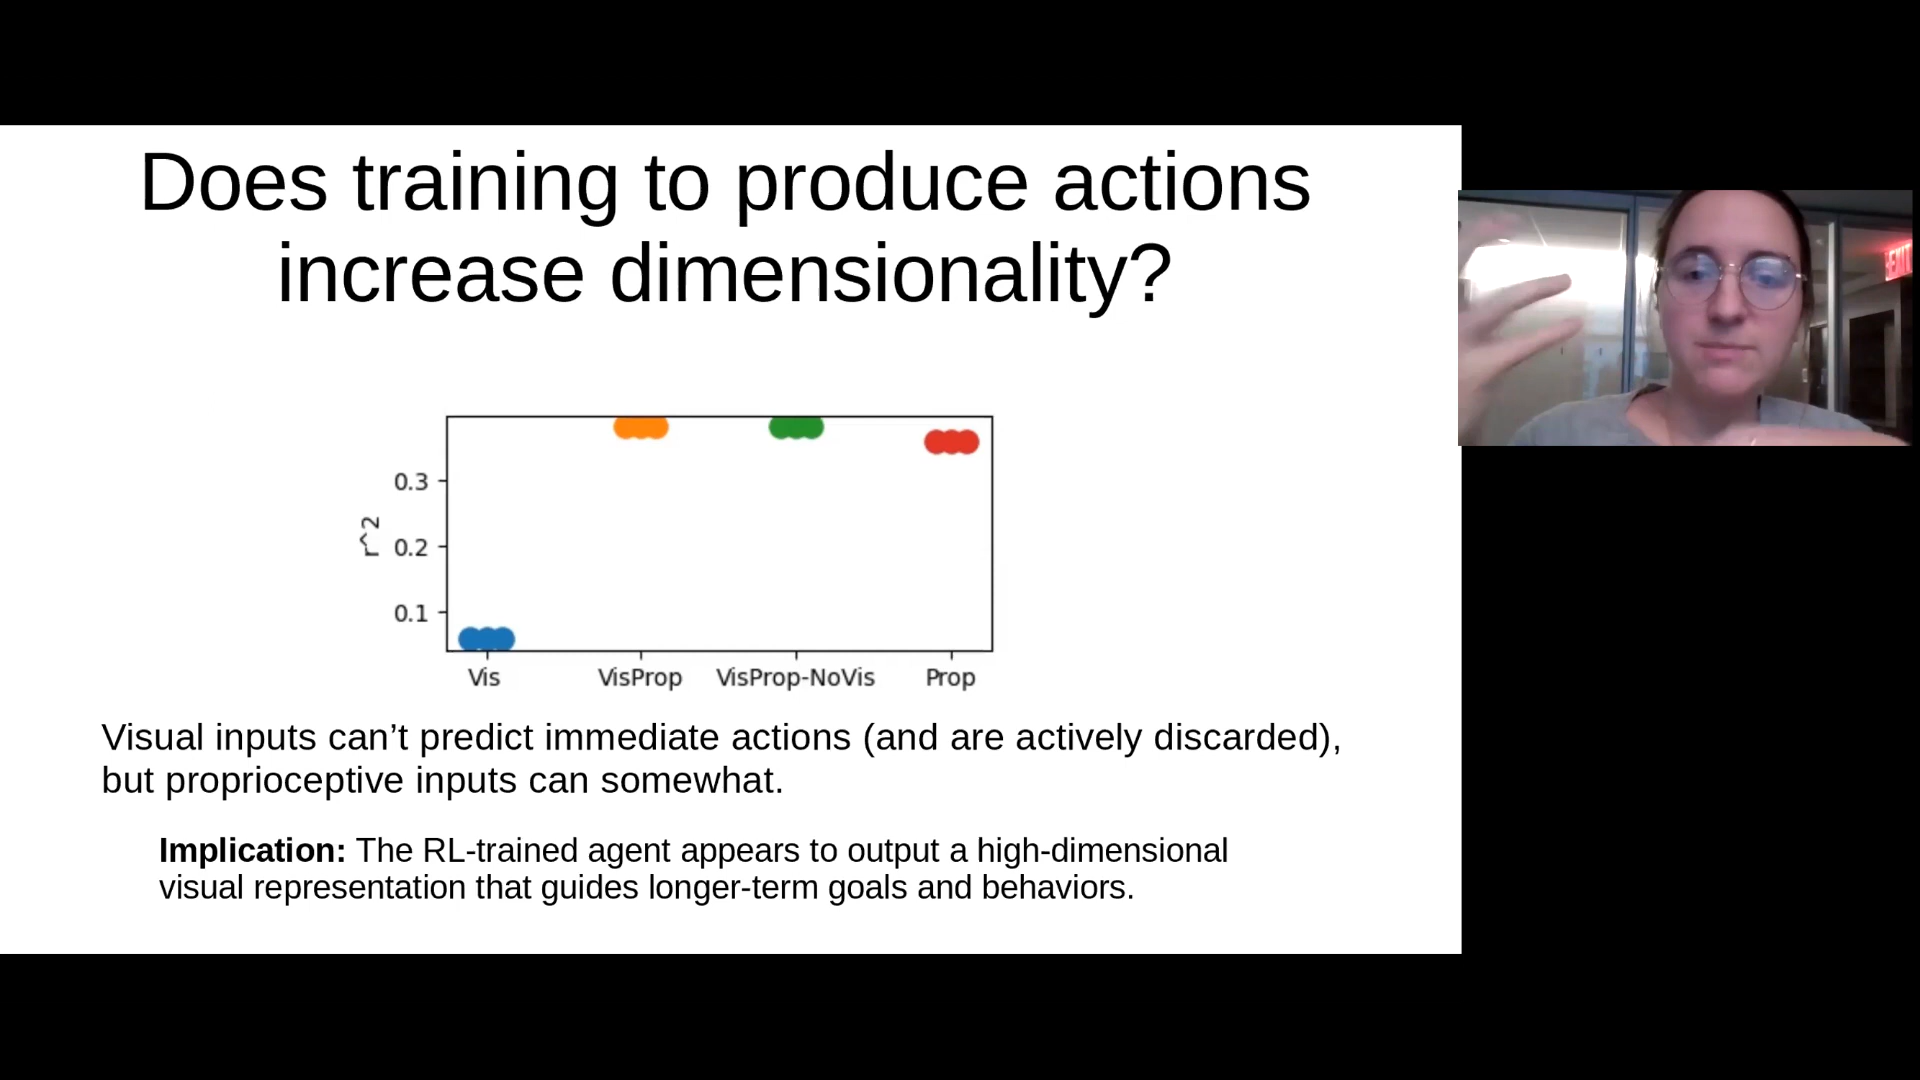 Does training to produce actions
increase dimensionality?
EXIT
0.3
0.2
0.1
r^2
Vis VisProp VisProp-NoVis Prop
Visual inputs can’t predict immediate actions (and are actively discarded),
but proprioceptive inputs can somewhat.
Implication: The RL-trained agent appears to output a high-dimensional
visual representation that guides longer-term goals and behaviors.